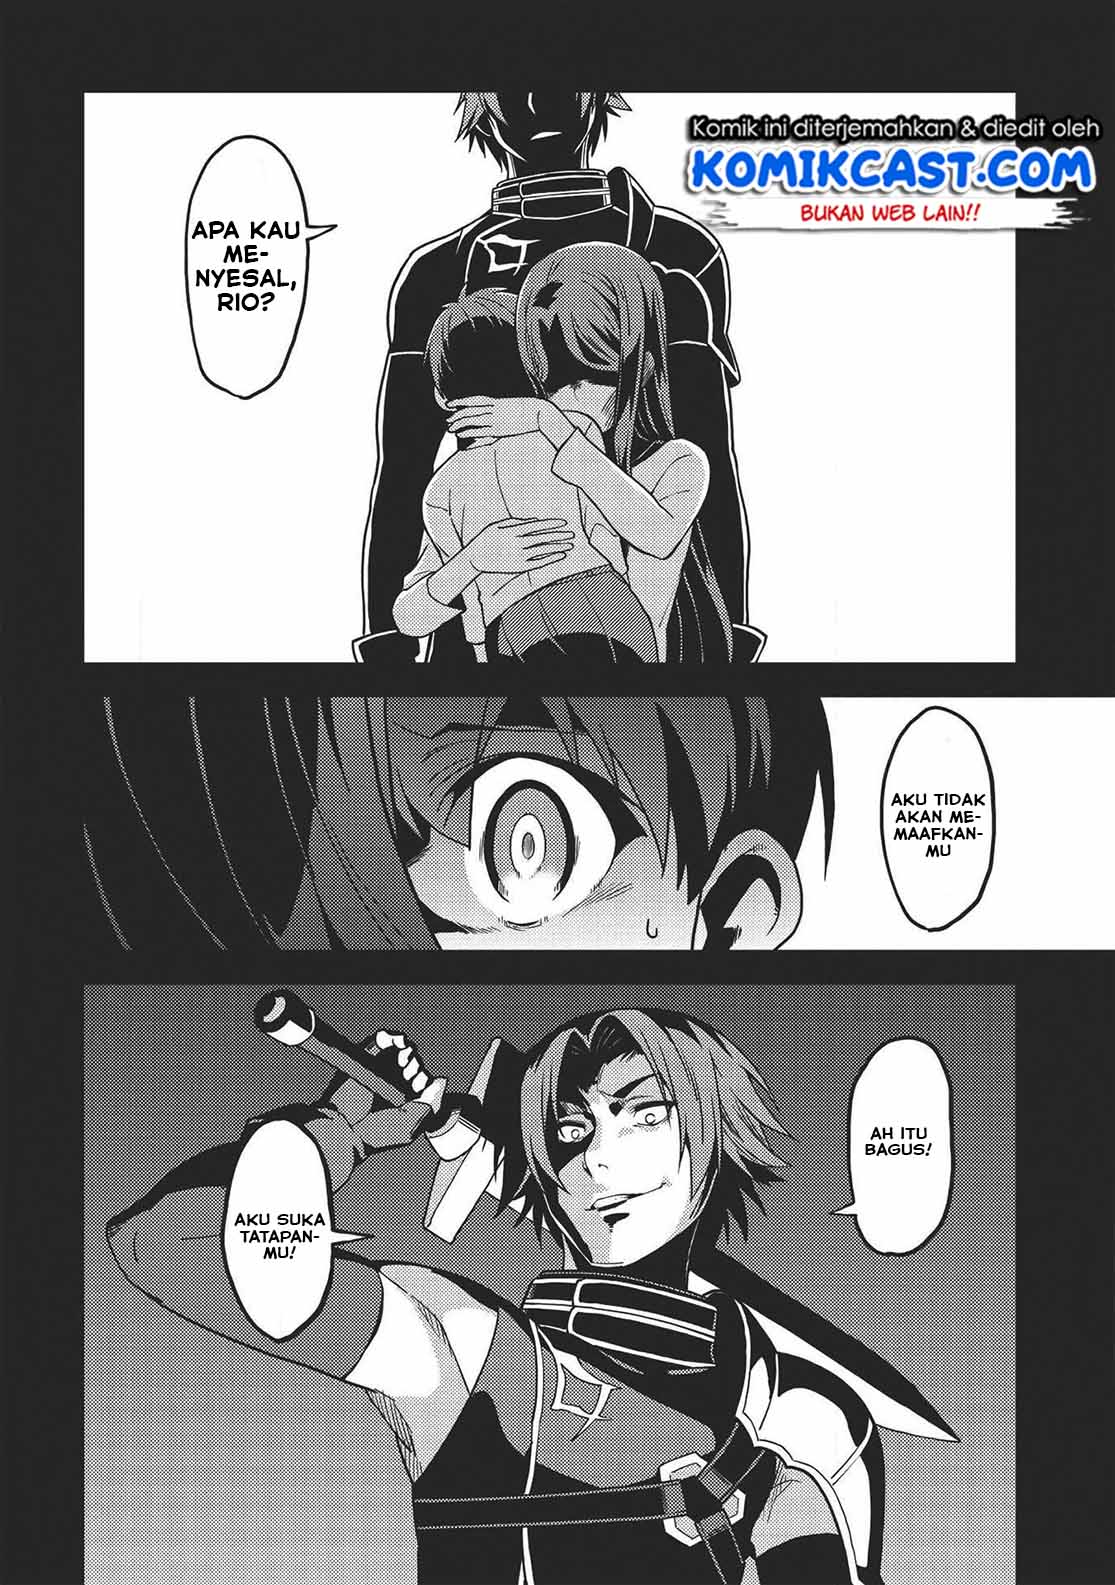 Komik ini diterjemahkan & diedit oleh
KOMIKCAST.COM
BUKAN WEB LAIN!!
APA KAU
ME-
NYESAL,
RIO?
AKU TIDAK
AKAN ME-
MAAFKAN-
MU
AH ITU
BAGUS!
AKU SUKA
TATAPAN-
MU!